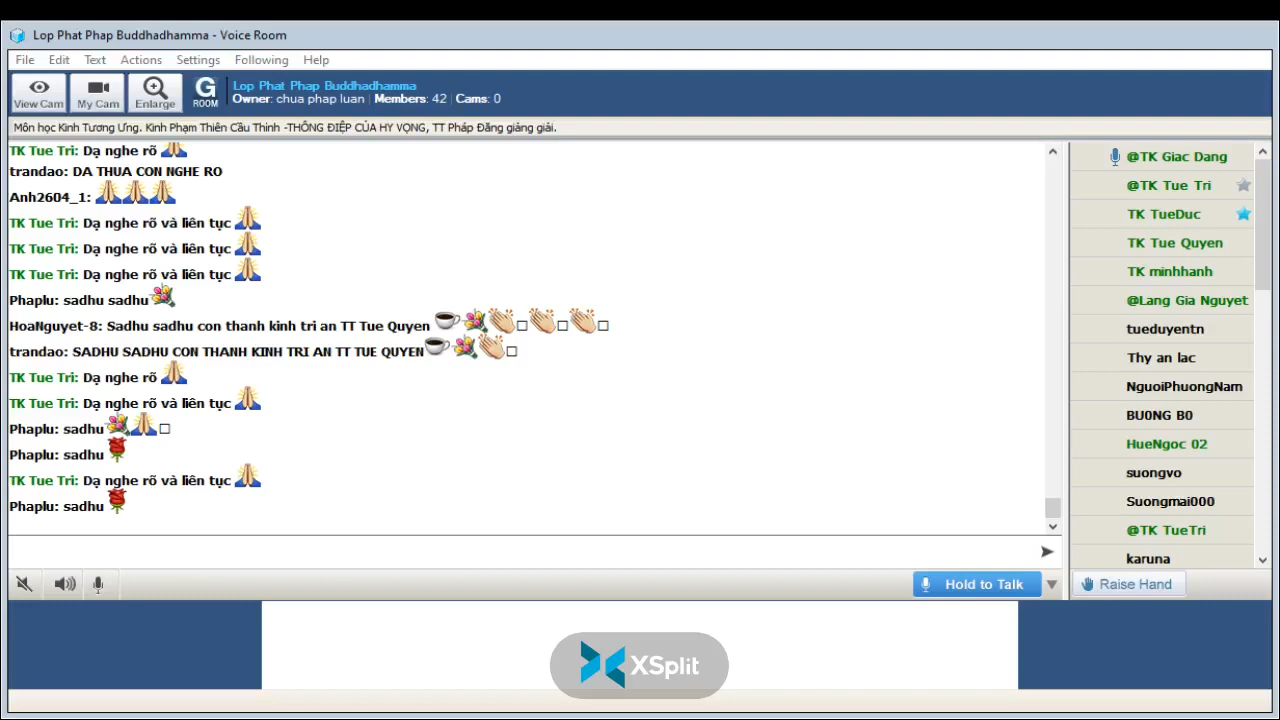 Lop Phat Phap Buddhadhamma - Voice Room
File Edit Text Actions Settings Following Help
View Cam My Cam Enlarge G ROOM
Lop Phat Phap Buddhadhamma
Owner: chua phap luan | Members: 42 | Cams: 0
Môn học Kinh Tương Ưng. Kinh Phạm Thiên Cầu Thỉnh -THÔNG ĐIỆP CỦA HY VỌNG, TT Pháp Đăng giảng giải.
TK Tue Tri: Dạ nghe rõ
trandao: DA THUA CON NGHE RO
Anh2604_1:
TK Tue Tri: Dạ nghe rõ và liên tục
TK Tue Tri: Dạ nghe rõ và liên tục
TK Tue Tri: Dạ nghe rõ và liên tục
Phaplu: sadhu sadhu
HoaNguyet-8: Sadhu sadhu con thanh kinh tri an TT Tue Quyen
trandao: SADHU SADHU CON THANH KINH TRI AN TT TUE QUYEN
TK Tue Tri: Dạ nghe rõ
TK Tue Tri: Dạ nghe rõ và liên tục
Phaplu: sadhu
Phaplu: sadhu
TK Tue Tri: Dạ nghe rõ và liên tục
Phaplu: sadhu
@TK Giac Dang
@TK Tue Tri
TK TueDuc
TK Tue Quyen
TK minhhanh
@Lang Gia Nguyet
tueduyentn
Thy an lac
NguoiPhuongNam
BU0NG B0
HueNgoc 02
suongvo
Suongmai000
@TK TueTri
karuna
Hold to Talk
Raise Hand
XSplit